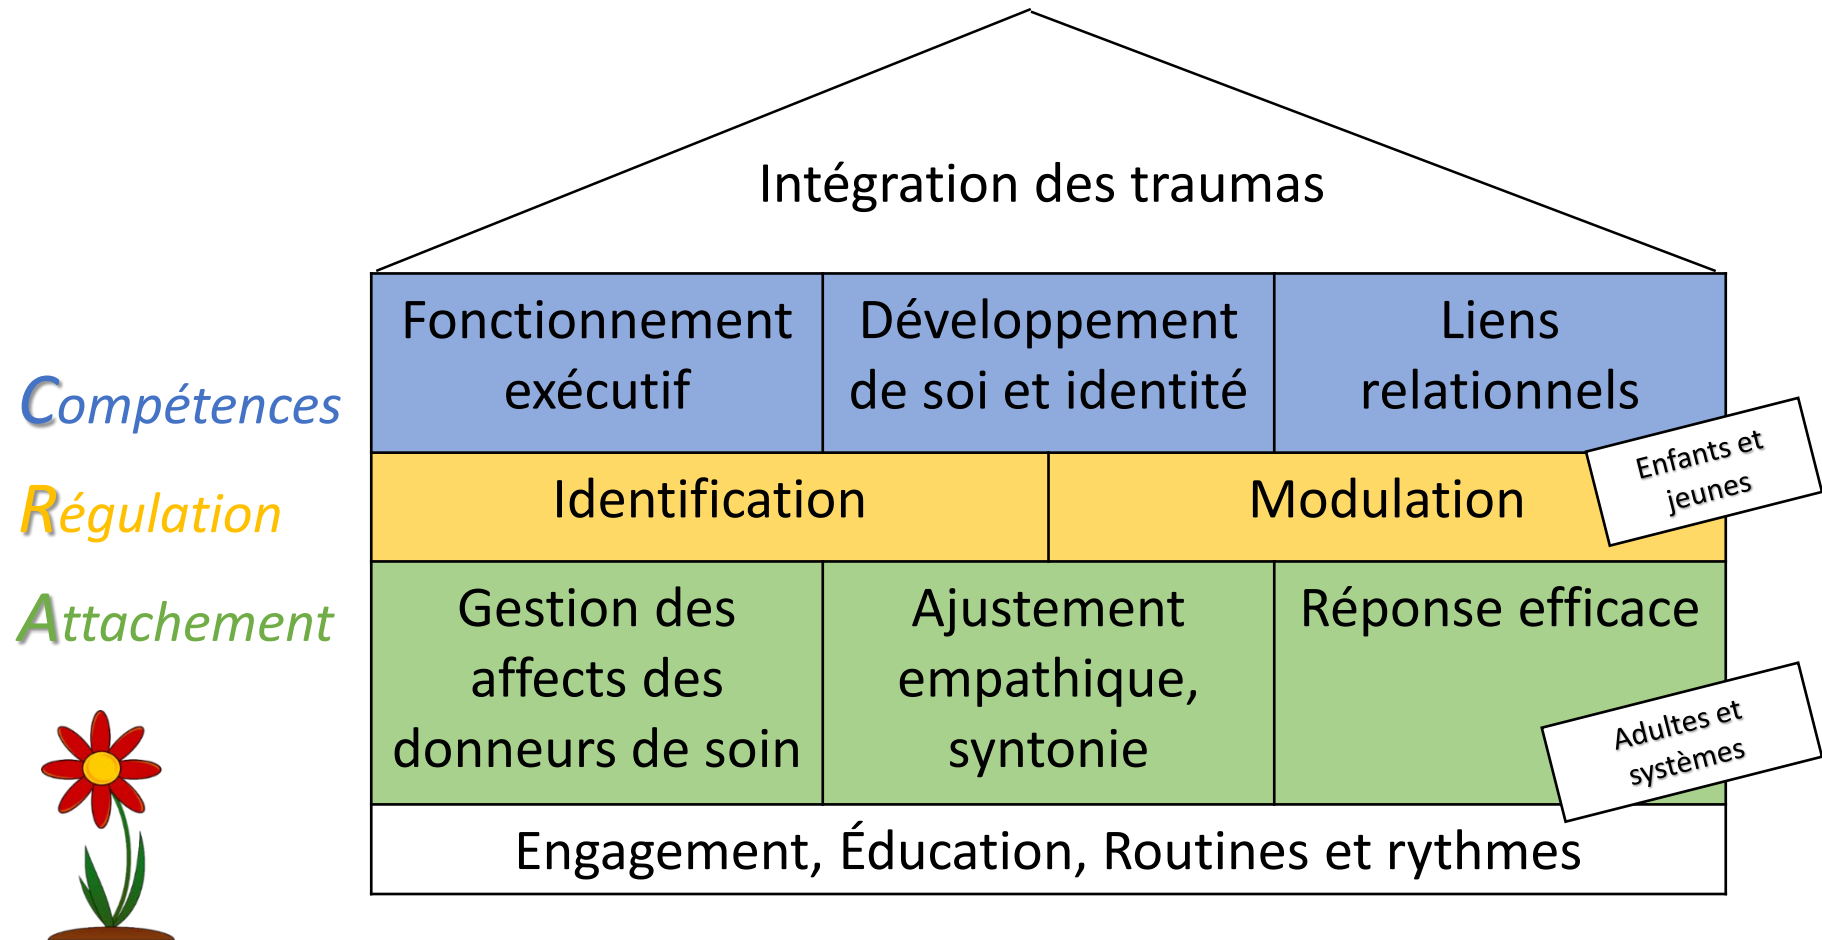 Intégration des traumas
Fonctionnement
exécutif
Développement
de soi et identité
Liens
relationnels
Compétences
Enfants et
jeunes
Régulation
Identification
Modulation
Attachement
Gestion des
affects des
donneurs de soin
Ajustement
empathique,
syntonie
Réponse efficace
Adultes et
systèmes
Engagement, Éducation, Routines et rythmes